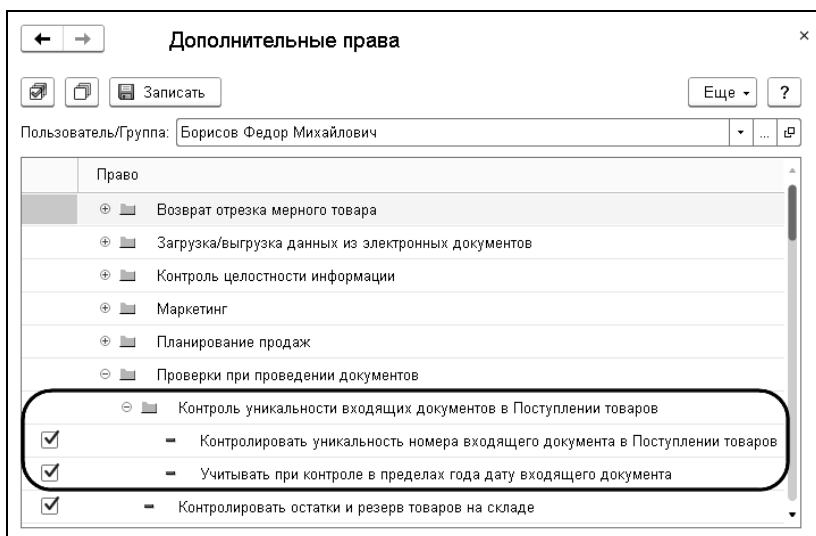 Дополнительные права
Записать
Еще
?
Пользователь/Группа: Борисов Федор Михайлович
...
Право
Возврат отрезка мерного товара
Загрузка/выгрузка данных из электронных документов
Контроль целостности информации
Маркетинг
Планирование продаж
Проверки при проведении документов
Контроль уникальности входящих документов в Поступлении товаров
Контролировать уникальность номера входящего документа в Поступлении товаров
Учитывать при контроле в пределах года дату входящего документа
Контролировать остатки и резерв товаров на складе